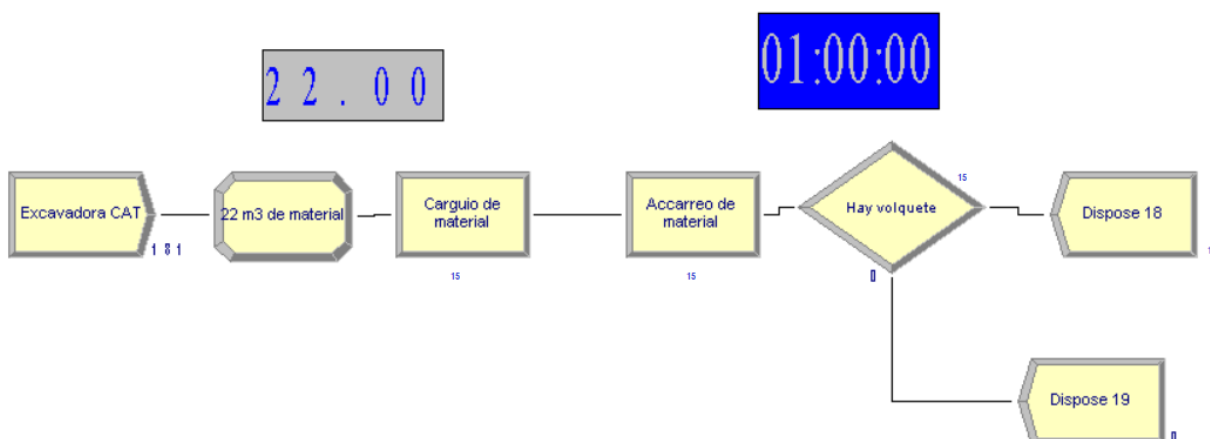 22.00
01:00:00
Excavadora CAT
181
22 m3 de material
Carguio de
material
15
Accarreo de
material
15
Hay volquete
15
0
Dispose 18
Dispose 19
0